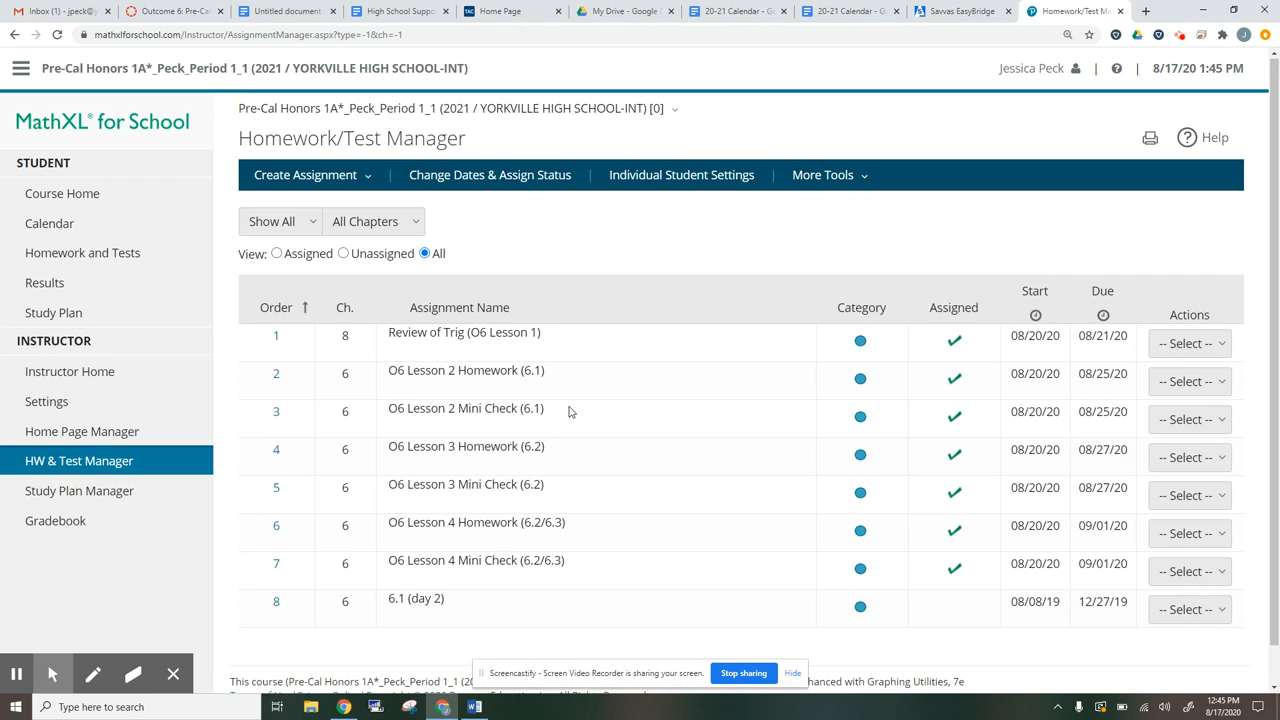 Inbox (1) - jpeck@y
Outcome 6: Pre-Cal
Untitled document
High School Suppo
Home Page
My Drive - Google D
20-21 Calendar - Go
20-21 Calendar - Go
Savvas EasyBridge
Homework/Test Ma
mathxlforschool.com/Instructor/AssignmentManager.aspx?type=-1&ch=-1
Pre-Cal Honors 1A*_Peck_Period 1_1 (2021 / YORKVILLE HIGH SCHOOL-INT)
Jessica Peck
8/17/20 1:45 PM
MathXL® for School
STUDENT
Course Home
Calendar
Homework and Tests
Results
Study Plan
INSTRUCTOR
Instructor Home
Settings
Home Page Manager
HW & Test Manager
Study Plan Manager
Gradebook
Pre-Cal Honors 1A*_Peck_Period 1_1 (2021 / YORKVILLE HIGH SCHOOL-INT) [0]
Homework/Test Manager
Help
Create Assignment | Change Dates & Assign Status | Individual Student Settings | More Tools
Show All All Chapters
View: Assigned Unassigned All
Order Ch. Assignment Name Category Assigned Start Due Actions
1 8 Review of Trig (O6 Lesson 1) 08/20/20 08/21/20 -- Select --
2 6 O6 Lesson 2 Homework (6.1) 08/20/20 08/25/20 -- Select --
3 6 O6 Lesson 2 Mini Check (6.1) 08/20/20 08/25/20 -- Select --
4 6 O6 Lesson 3 Homework (6.2) 08/20/20 08/27/20 -- Select --
5 6 O6 Lesson 3 Mini Check (6.2) 08/20/20 08/27/20 -- Select --
6 6 O6 Lesson 4 Homework (6.2/6.3) 08/20/20 09/01/20 -- Select --
7 6 O6 Lesson 4 Mini Check (6.2/6.3) 08/20/20 09/01/20 -- Select --
8 6 6.1 (day 2) 08/08/19 12/27/19 -- Select --
Screencastify - Screen Video Recorder is sharing your screen. Stop sharing Hide
This course (Pre-Cal Honors 1A*_Peck_Period 1_1 (20
nhanced with Graphing Utilities, 7e
Type here to search
12:45 PM
8/17/2020